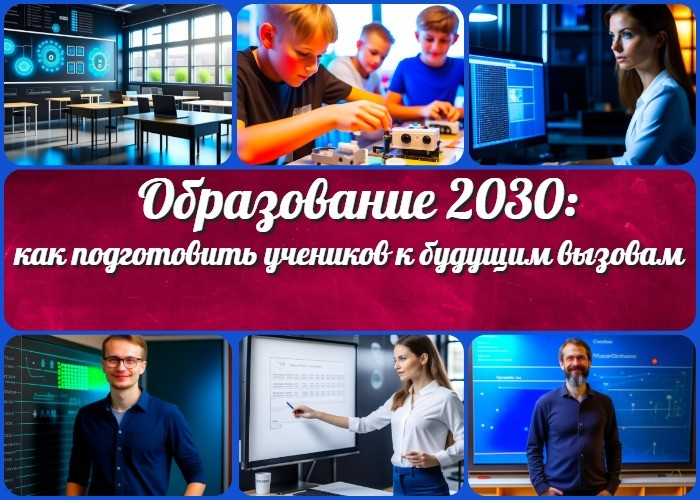 Образование 2030:
как подготовить учеников к будущим вызовам